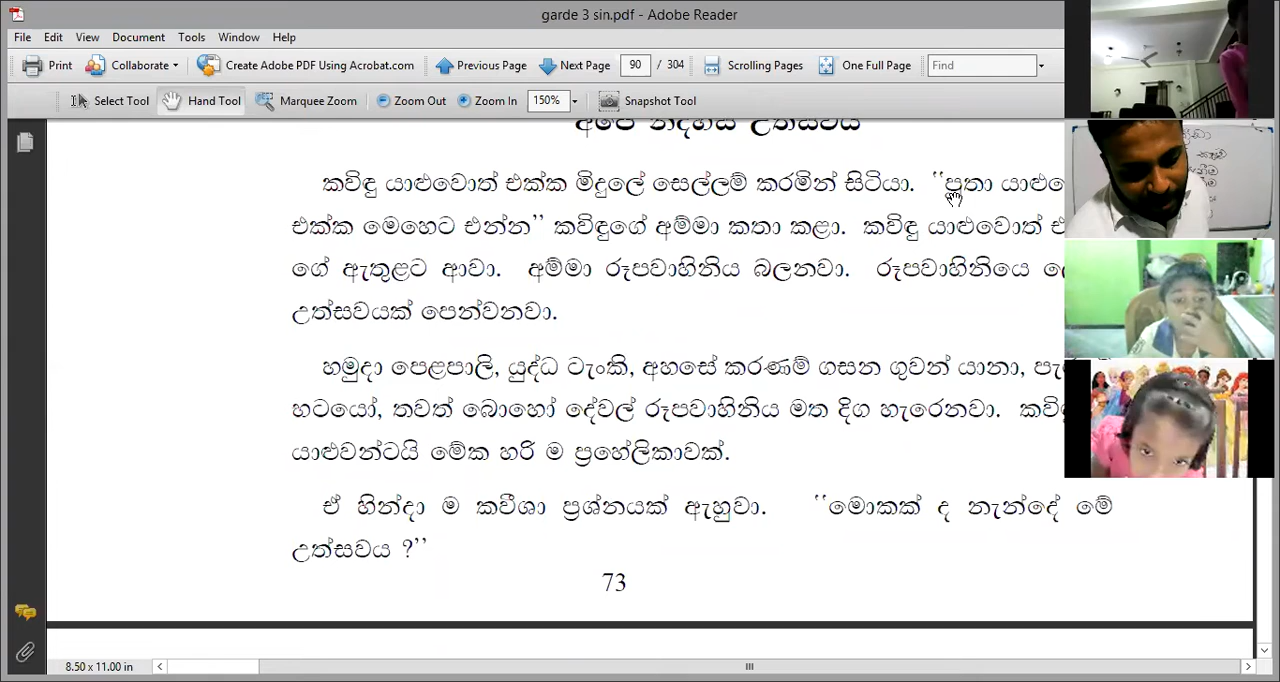 garde 3 sin.pdf - Adobe Reader
File Edit View Document Tools Window Help
Print Collaborate Create Adobe PDF Using Acrobat.com Previous Page 90 / 304 Next Page Scrolling Pages One Full Page Find
Select Tool Hand Tool Marquee Zoom Zoom Out Zoom In 150% Snapshot Tool
අපේ නිදහස් උත්සවය
කවිඳු යාළුවොත් එක්ක මිදුලේ සෙල්ලම් කරමින් සිටියා. “පුතා
එක්ක මෙහෙට එන්න” කවිඳුගේ අම්මා කතා කළා. කවිඳු යාළුවොත්
ගේ ඇතුළට ආවා. අම්මා රූපවාහිනිය බලනවා. රූපවාහිනියෙ
උත්සවයක් පෙන්වනවා.
හමුදා පෙළපාලි, යුද්ධ ටැංකි, අහසේ කරණම් ගසන ගුවන් යානා,
හටයෝ, තවත් බොහෝ දේවල් රූපවාහිනිය මත දිග හැරෙනවා.
යාළුවන්ටයි මේක හරි ම ප්‍රහේලිකාවක්.
ඒ හින්දා ම කවීශා ප්‍රශ්නයක් ඇහුවා. “මොකක් ද නැන්දේ මේ
උත්සවය ?”
73
8.50 x 11.00 in